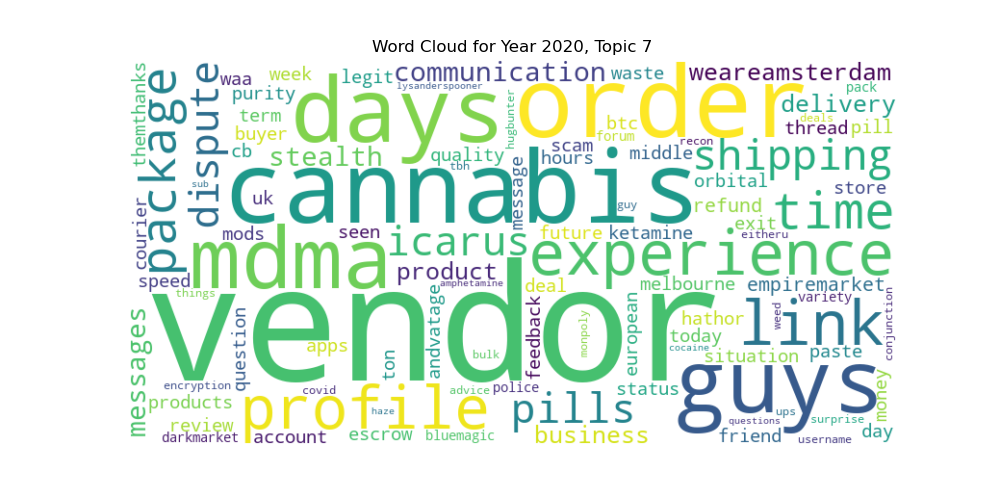 Word Cloud for Year 2020, Topic 7
themthanks
package
dispute
waa
week
legit
communication
waste
weareamsterdam
lysanderspooner
purity
term
buyer
cb
stealth
days
order
hugbunter
btc
forum
deals
pack
delivery
thread
pill
quality
tbh
scam
hours
middle
recon
shipping
sub
uk
cannabis
message
guy
orbital
store
refund
time
courier
mods
seen
icarus
future
ketamine
exit
eitheru
speed
things
mdma
product
amphetamine
experience
deal
melbourne
empiremarket
variety
conjunction
vendor
messages
question
apps
ton
andvatage
bulk
feedback
monpoly
european
hathor
today
cocaine
link
weed
situation
paste
encryption
covid
advice
police
status
guys
money
products
review
profile
haze
pills
business
ups
questions
surprise
darkmarket
account
escrow
bluemagic
friend
username
day